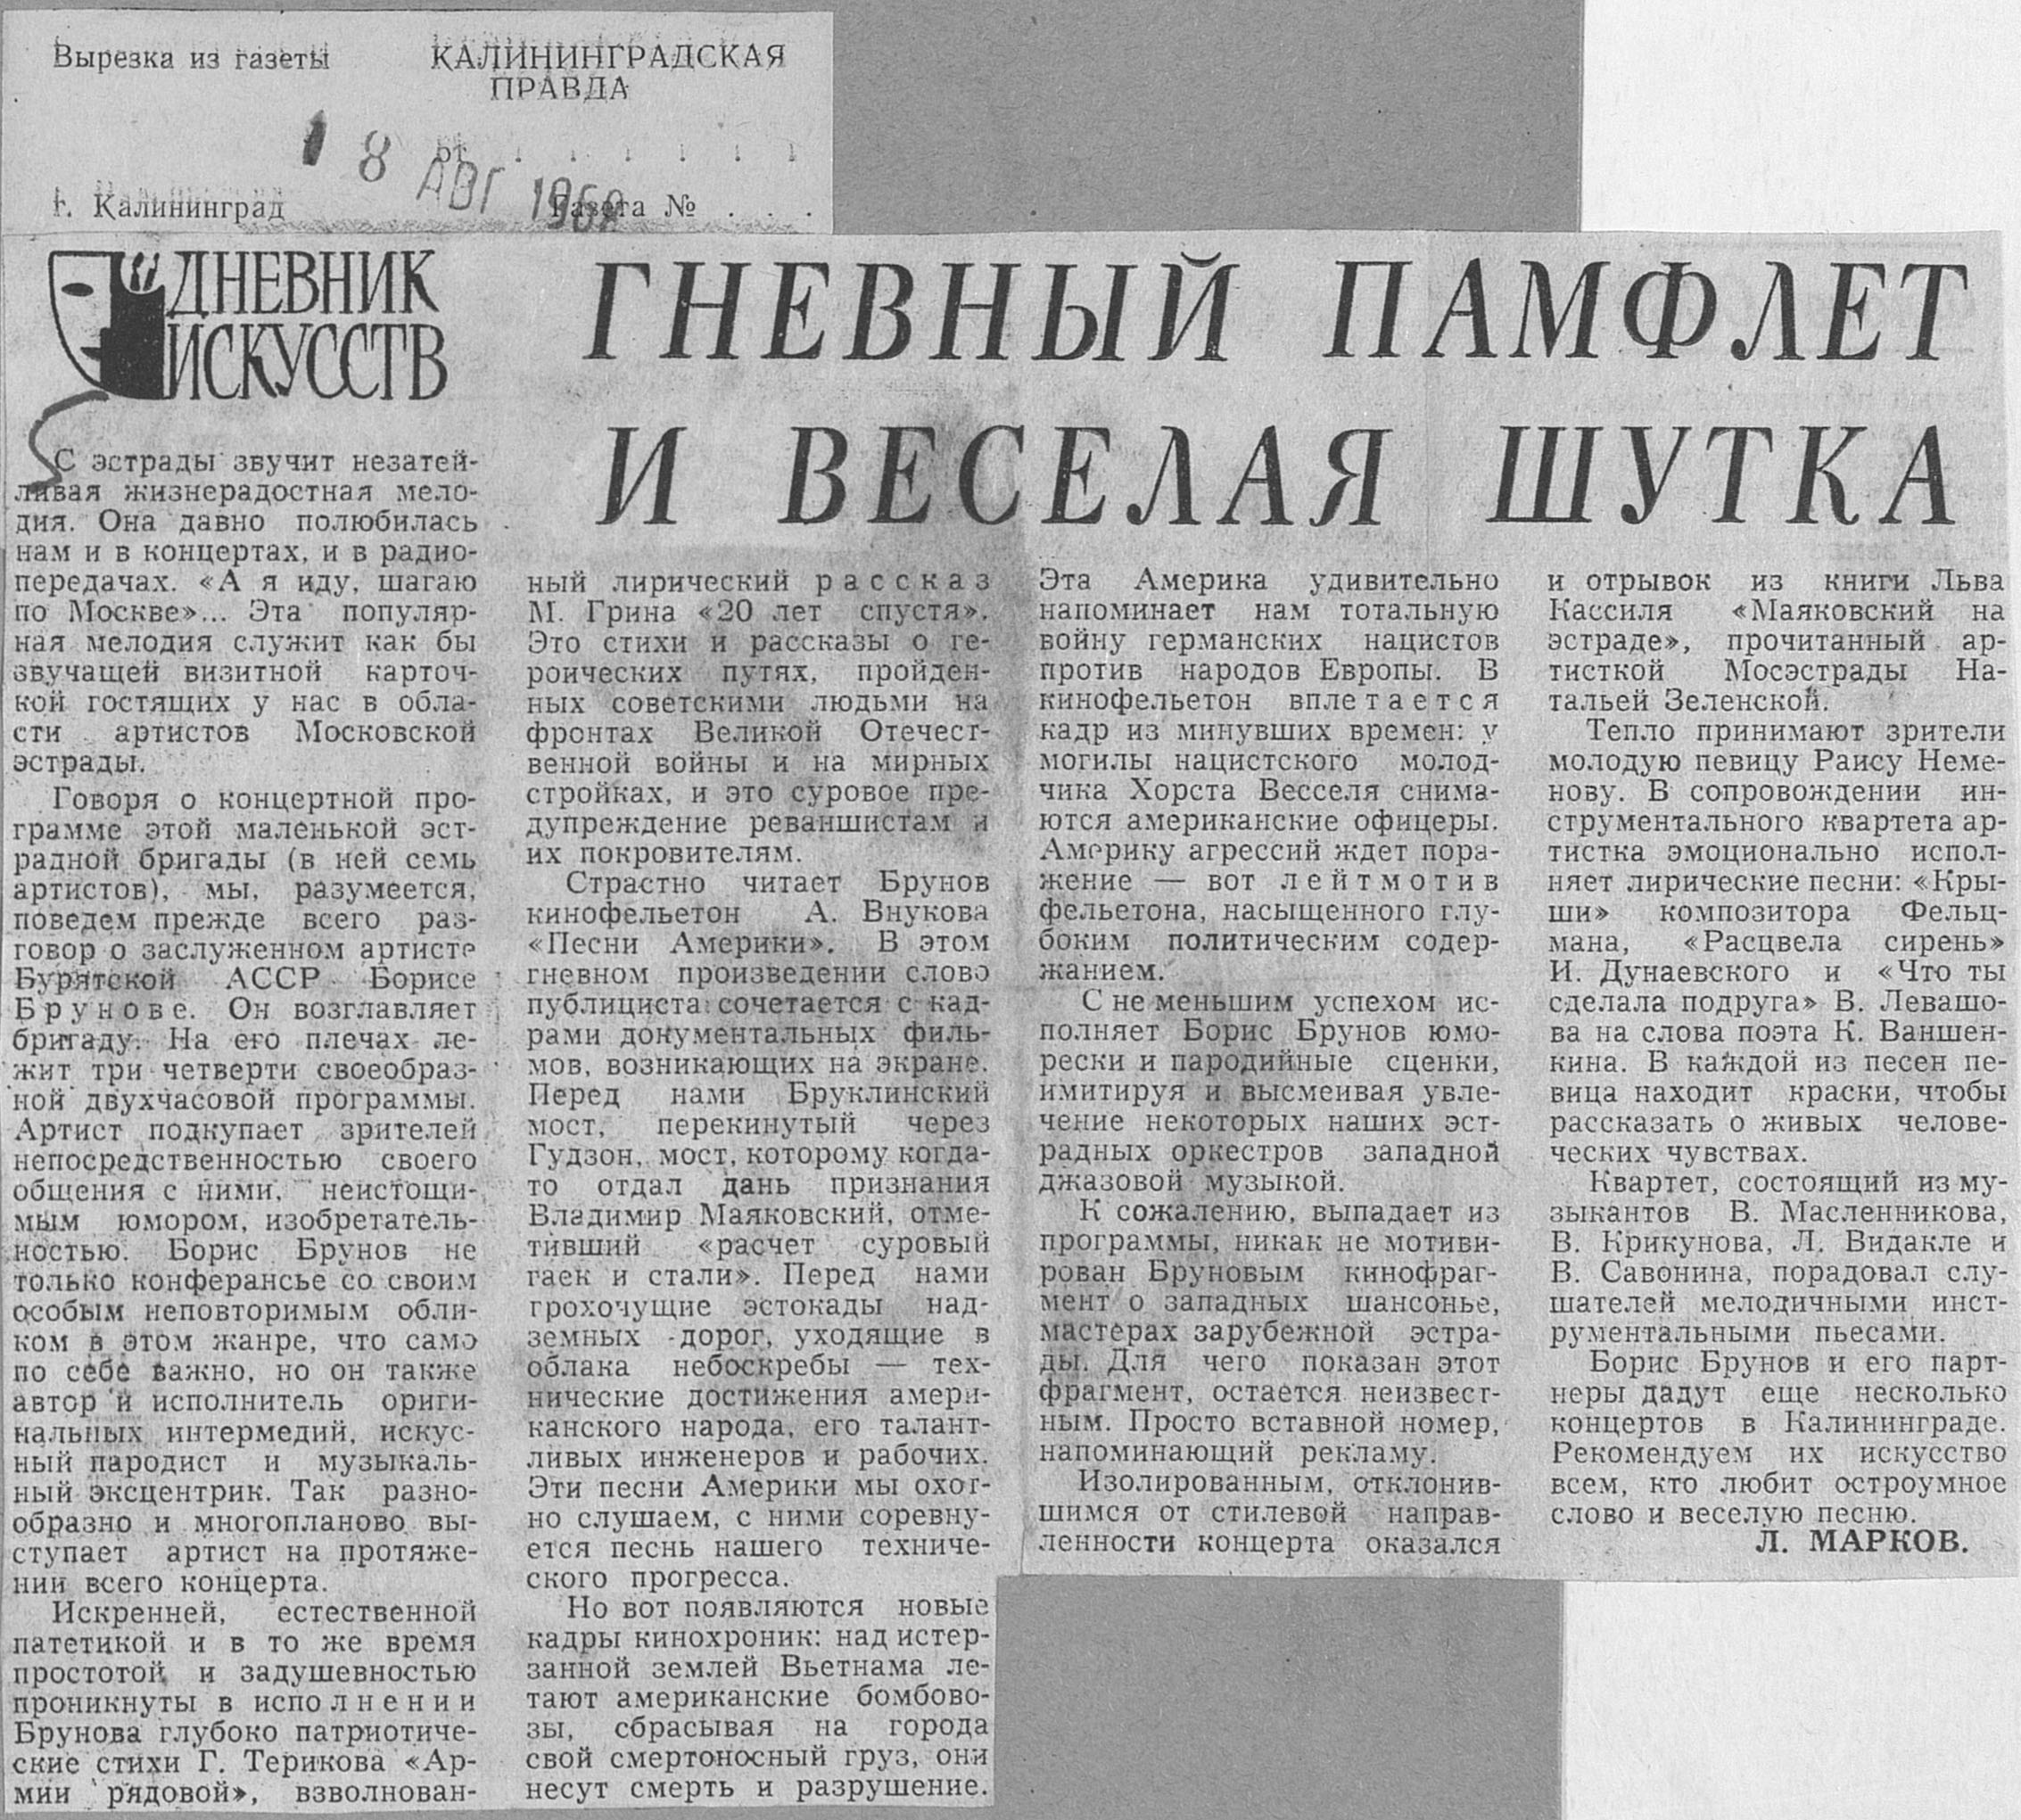 Вырезка из газеты
КАЛИНИНГРАДСКАЯ
ПРАВДА
от . . . . . .
8 АВГ 196
г. Калининград
Газета № . . .
ДНЕВНИК
ИСКУССТВ
ГНЕВНЫЙ ПАМФЛЕТ
И ВЕСЕЛАЯ ШУТКА
С эстрады звучит незатей-
ливая жизнерадостная мело-
дия. Она давно полюбилась
нам и в концертах, и в радио-
передачах. «А я иду, шагаю
по Москве»... Эта популяр-
ная мелодия служит как бы
звучащей визитной карточ-
кой гостящих у нас в обла-
сти артистов Московской
эстрады.
Говоря о концертной про-
грамме этой маленькой эст-
радной бригады (в ней семь
артистов), мы, разумеется,
поведем прежде всего раз-
говор о заслуженном артисте
Бурятской АССР Борисе
Брунове. Он возглавляет
бригаду. На его плечах ле-
жит три четверти своеобраз-
ной двухчасовой программы.
Артист подкупает зрителей
непосредственностью своего
общения с ними, неистощи-
мым юмором, изобретатель-
ностью. Борис Брунов не
только конферансье со своим
особым неповторимым обли-
ком в этом жанре, что само
по себе важно, но он также
автор и исполнитель ориги-
нальных интермедий, искус-
ный пародист и музыкаль-
ный эксцентрик. Так разно-
образно и многопланово вы-
ступает артист на протяже-
нии всего концерта.
Искренней, естественной
патетикой и в то же время
простотой и задушевностью
проникнуты в исполнении
Брунова глубоко патриотиче-
ские стихи Г. Терикова «Ар-
мии рядовой», взволнован-
ный лирический рассказ
М. Грина «20 лет спустя».
Это стихи и рассказы о ге-
роических путях, пройден-
ных советскими людьми на
фронтах Великой Отечест-
венной войны и на мирных
стройках, и это суровое пре-
дупреждение реваншистам и
их покровителям.
Страстно читает Брунов
кинофельетон А. Внукова
«Песни Америки». В этом
гневном произведении слово
публициста сочетается с кад-
рами документальных филь-
мов, возникающих на экране.
Перед нами Бруклинский
мост, перекинутый через
Гудзон, мост, которому когда-
то отдал дань признания
Владимир Маяковский, отме-
тивший «расчет суровый
гаек и стали». Перед нами
грохочущие эстокады над-
земных дорог, уходящие в
облака небоскребы — тех-
нические достижения амери-
канского народа, его талант-
ливых инженеров и рабочих.
Эти песни Америки мы охот-
но слушаем, с ними соревну-
ется песнь нашего техниче-
ского прогресса.
Но вот появляются новые
кадры кинохроник: над истер-
занной землей Вьетнама ле-
тают американские бомбово-
зы, сбрасывая на города
свой смертоносный груз, они
несут смерть и разрушение.
Эта Америка удивительно
напоминает нам тотальную
войну германских нацистов
против народов Европы. В
кинофельетон вплетается
кадр из минувших времен: у
могилы нацистского молод-
чика Хорста Весселя снима-
ются американские офицеры.
Америку агрессий ждет пора-
жение — вот лейтмотив
фельетона, насыщенного глу-
боким политическим содер-
жанием.
С не меньшим успехом ис-
полняет Борис Брунов юмо-
рески и пародийные сценки,
имитируя и высмеивая увле-
чение некоторых наших эст-
радных оркестров западной
джазовой музыкой.
К сожалению, выпадает из
программы, никак не мотиви-
рован Бруновым кинофраг-
мент о западных шансонье,
мастерах зарубежной эстра-
ды. Для чего показан этот
фрагмент, остается неизвест-
ным. Просто вставной номер,
напоминающий рекламу.
Изолированным, отклонив-
шимся от стилевой направ-
ленности концерта оказался
и отрывок из книги Льва
Кассиля «Маяковский на
эстраде», прочитанный ар-
тисткой Мосэстрады На-
тальей Зеленской.
Тепло принимают зрители
молодую певицу Раису Неме-
нову. В сопровождении ин-
струментального квартета ар-
тистка эмоционально испол-
няет лирические песни: «Кры-
ши» композитора Фельц-
мана, «Расцвела сирень»
И. Дунаевского и «Что ты
сделала подруга» В. Левашо-
ва на слова поэта К. Ваншен-
кина. В каждой из песен пе-
вица находит краски, чтобы
рассказать о живых челове-
ческих чувствах.
Квартет, состоящий из му-
зыкантов В. Масленникова,
В. Крикунова, Л. Видакле и
В. Савонина, порадовал слу-
шателей мелодичными инст-
рументальными пьесами.
Борис Брунов и его парт-
неры дадут еще несколько
концертов в Калининграде.
Рекомендуем их искусство
всем, кто любит остроумное
слово и веселую песню.
Л. МАРКОВ.